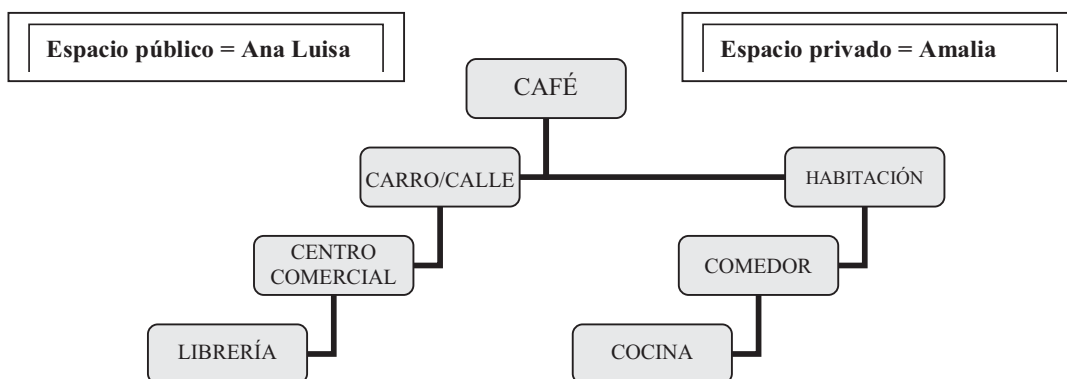 Espacio público = Ana Luisa
Espacio privado = Amalia
CAFÉ
CARRO/CALLE
HABITACIÓN
CENTRO
COMERCIAL
COMEDOR
LIBRERÍA
COCINA